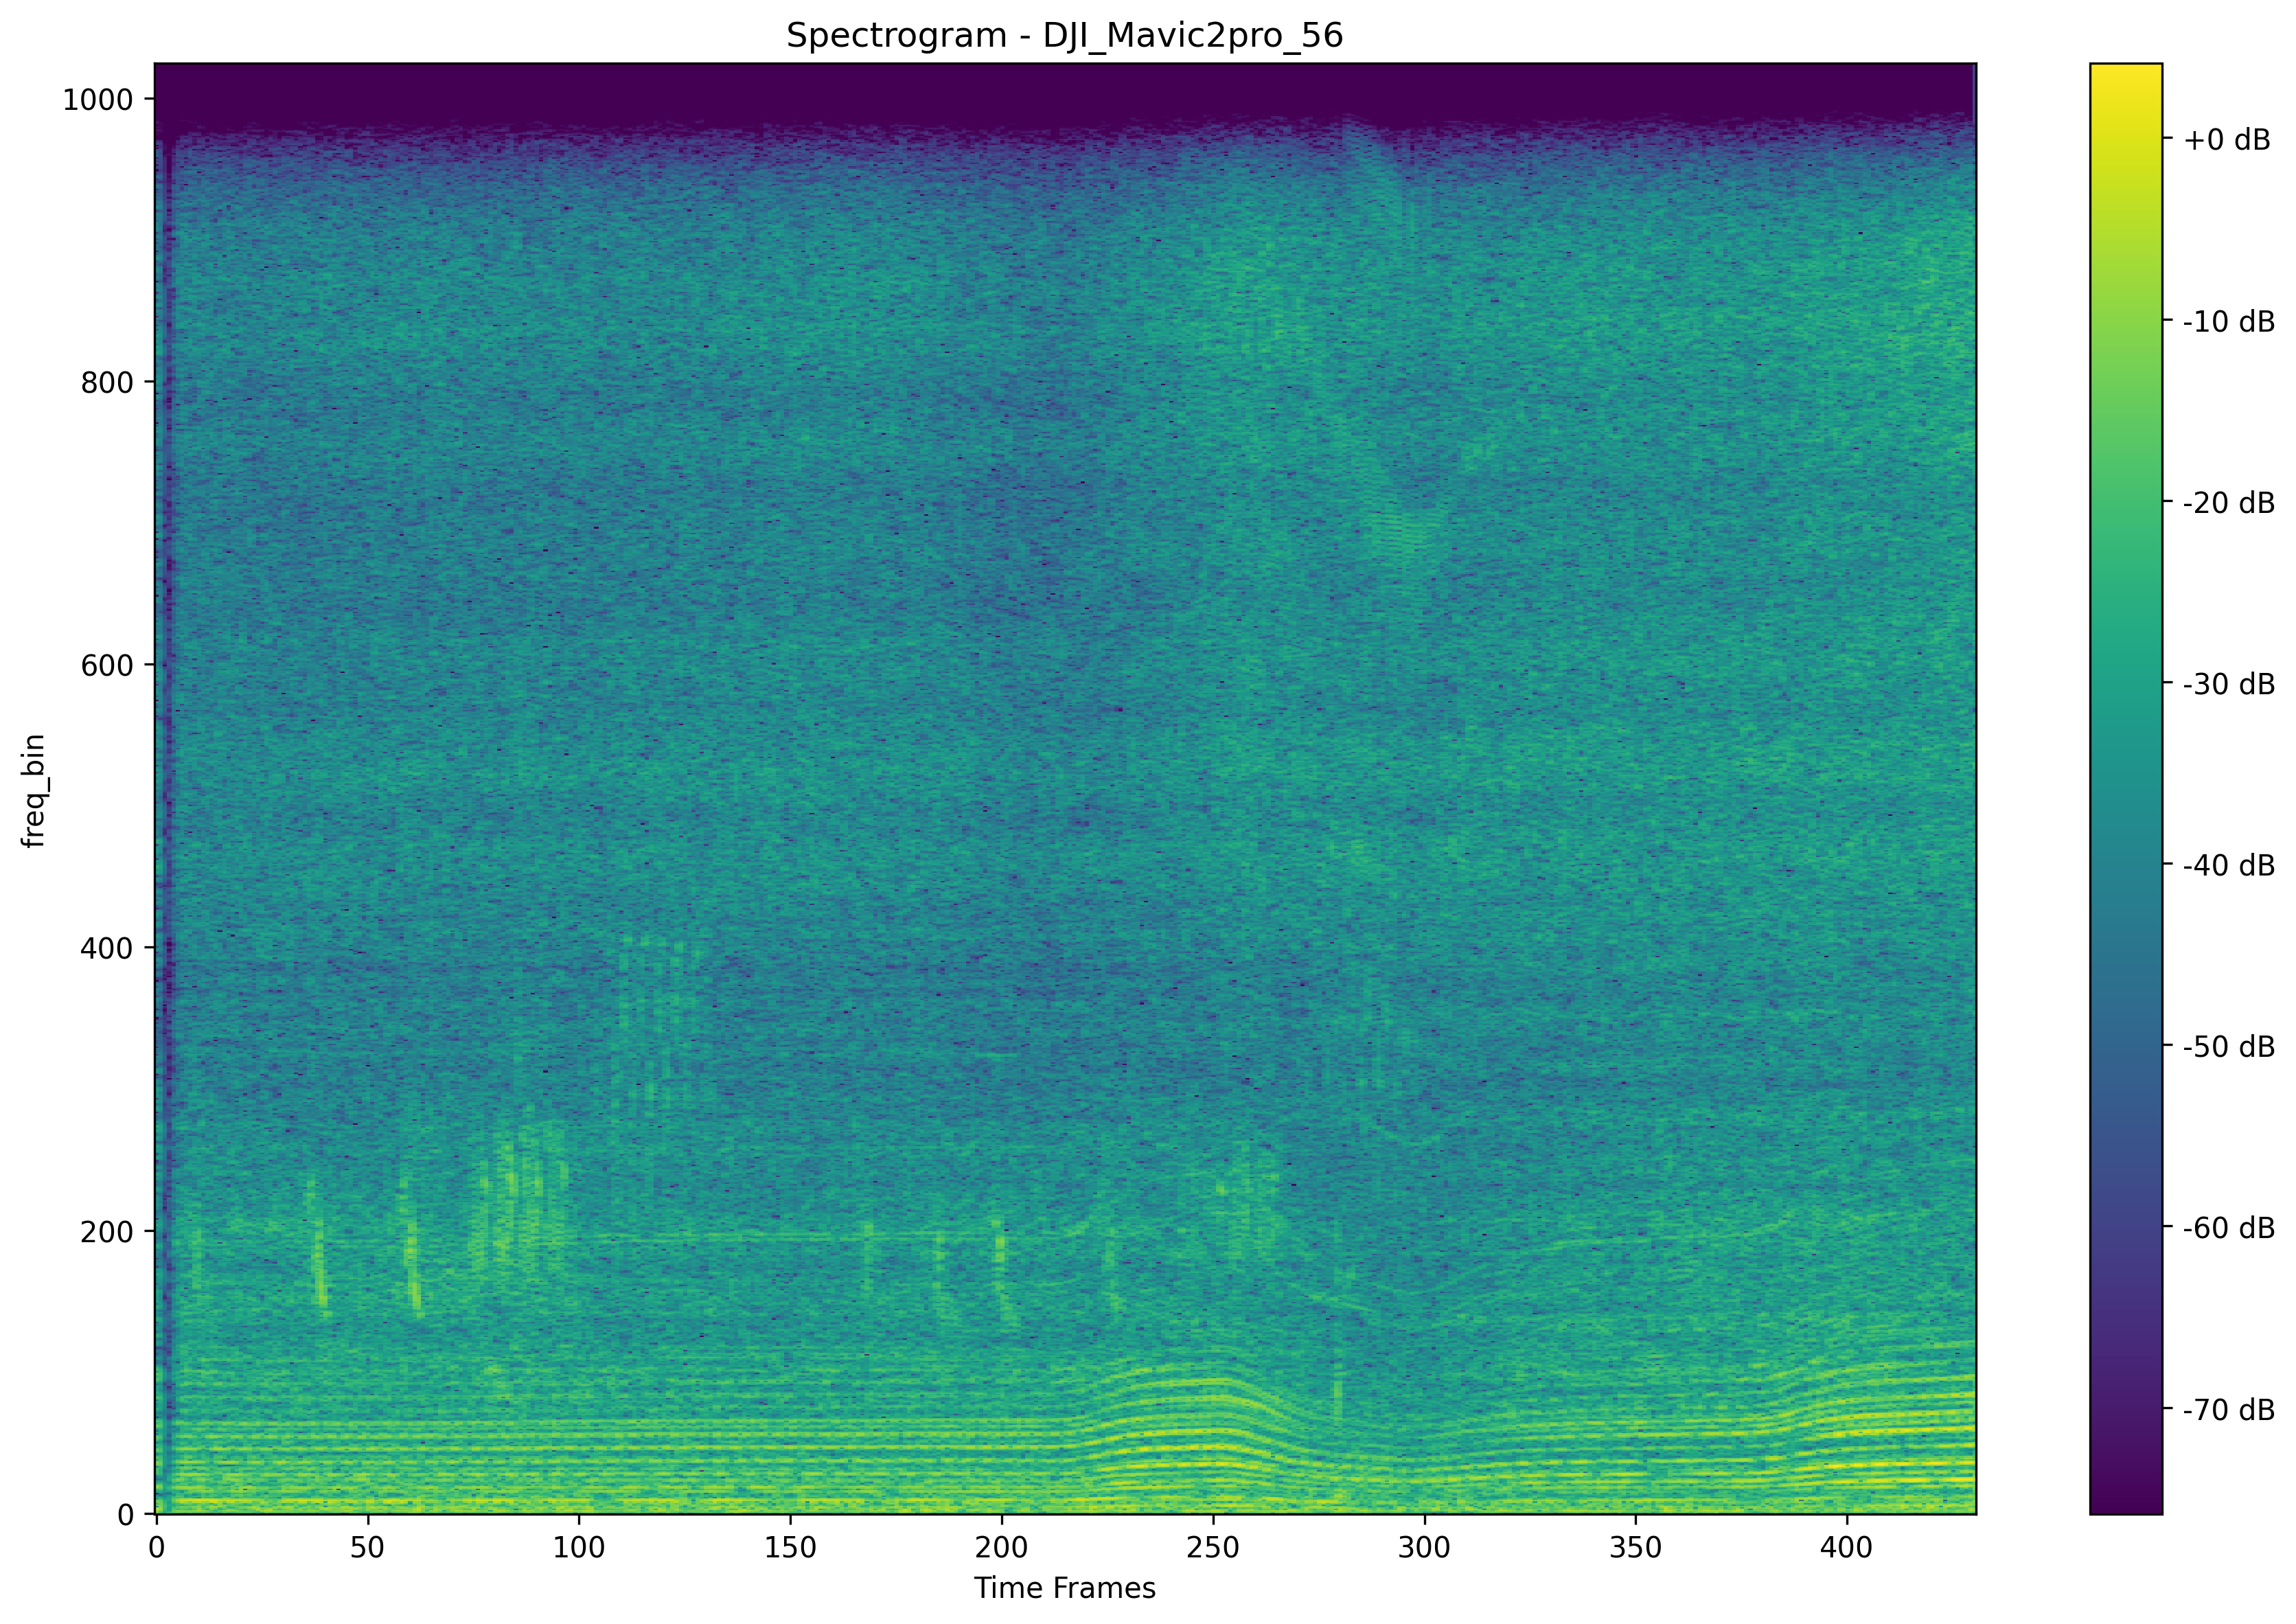 Spectrogram - DJI_Mavic2pro_56
freq_bin
1000
800
600
400
200
0
0 50 100 150 200 250 300 350 400
Time Frames
+0 dB
-10 dB
-20 dB
-30 dB
-40 dB
-50 dB
-60 dB
-70 dB